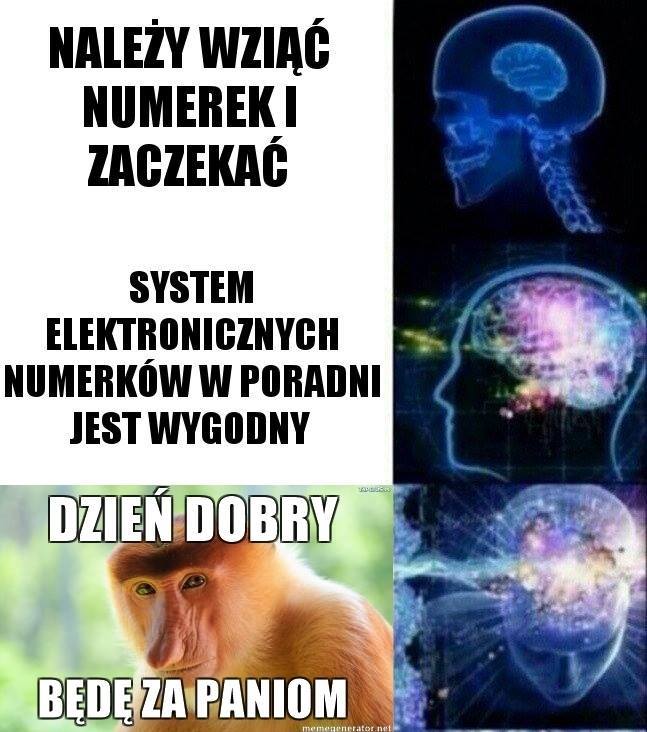 NALEŻY WZIĄĆ
NUMEREK I
ZACZEKAĆ
SYSTEM
ELEKTRONICZNYCH
NUMERKÓW W PORADNI
JEST WYGODNY
DZIEŃ DOBRY
BĘDĘ ZA PANIOM
memegenerator.net